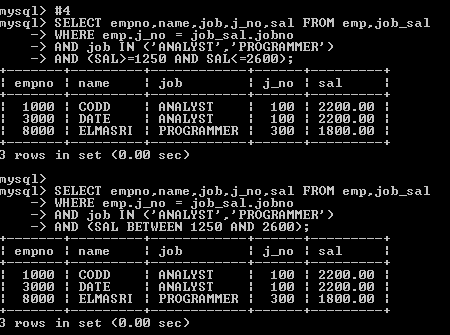 mysql> #4
mysql> SELECT empno,name,job,j_no,sal FROM emp,job_sal
    -> WHERE emp.j_no = job_sal.jobno
    -> AND job IN ('ANALYST','PROGRAMMER')
    -> AND (SAL>=1250 AND SAL<=2600);
+-------+---------+------------+------+---------+
| empno | name    | job        | j_no | sal     |
+-------+---------+------------+------+---------+
|  1000 | CODD    | ANALYST    |  100 | 2200.00 |
|  3000 | DATE    | ANALYST    |  100 | 2200.00 |
|  8000 | ELMASRI | PROGRAMMER |  300 | 1800.00 |
+-------+---------+------------+------+---------+
3 rows in set (0.00 sec)
mysql>
mysql> SELECT empno,name,job,j_no,sal FROM emp,job_sal
    -> WHERE emp.j_no = job_sal.jobno
    -> AND job IN ('ANALYST','PROGRAMMER')
    -> AND (SAL BETWEEN 1250 AND 2600);
+-------+---------+------------+------+---------+
| empno | name    | job        | j_no | sal     |
+-------+---------+------------+------+---------+
|  1000 | CODD    | ANALYST    |  100 | 2200.00 |
|  3000 | DATE    | ANALYST    |  100 | 2200.00 |
|  8000 | ELMASRI | PROGRAMMER |  300 | 1800.00 |
+-------+---------+------------+------+---------+
3 rows in set (0.00 sec)